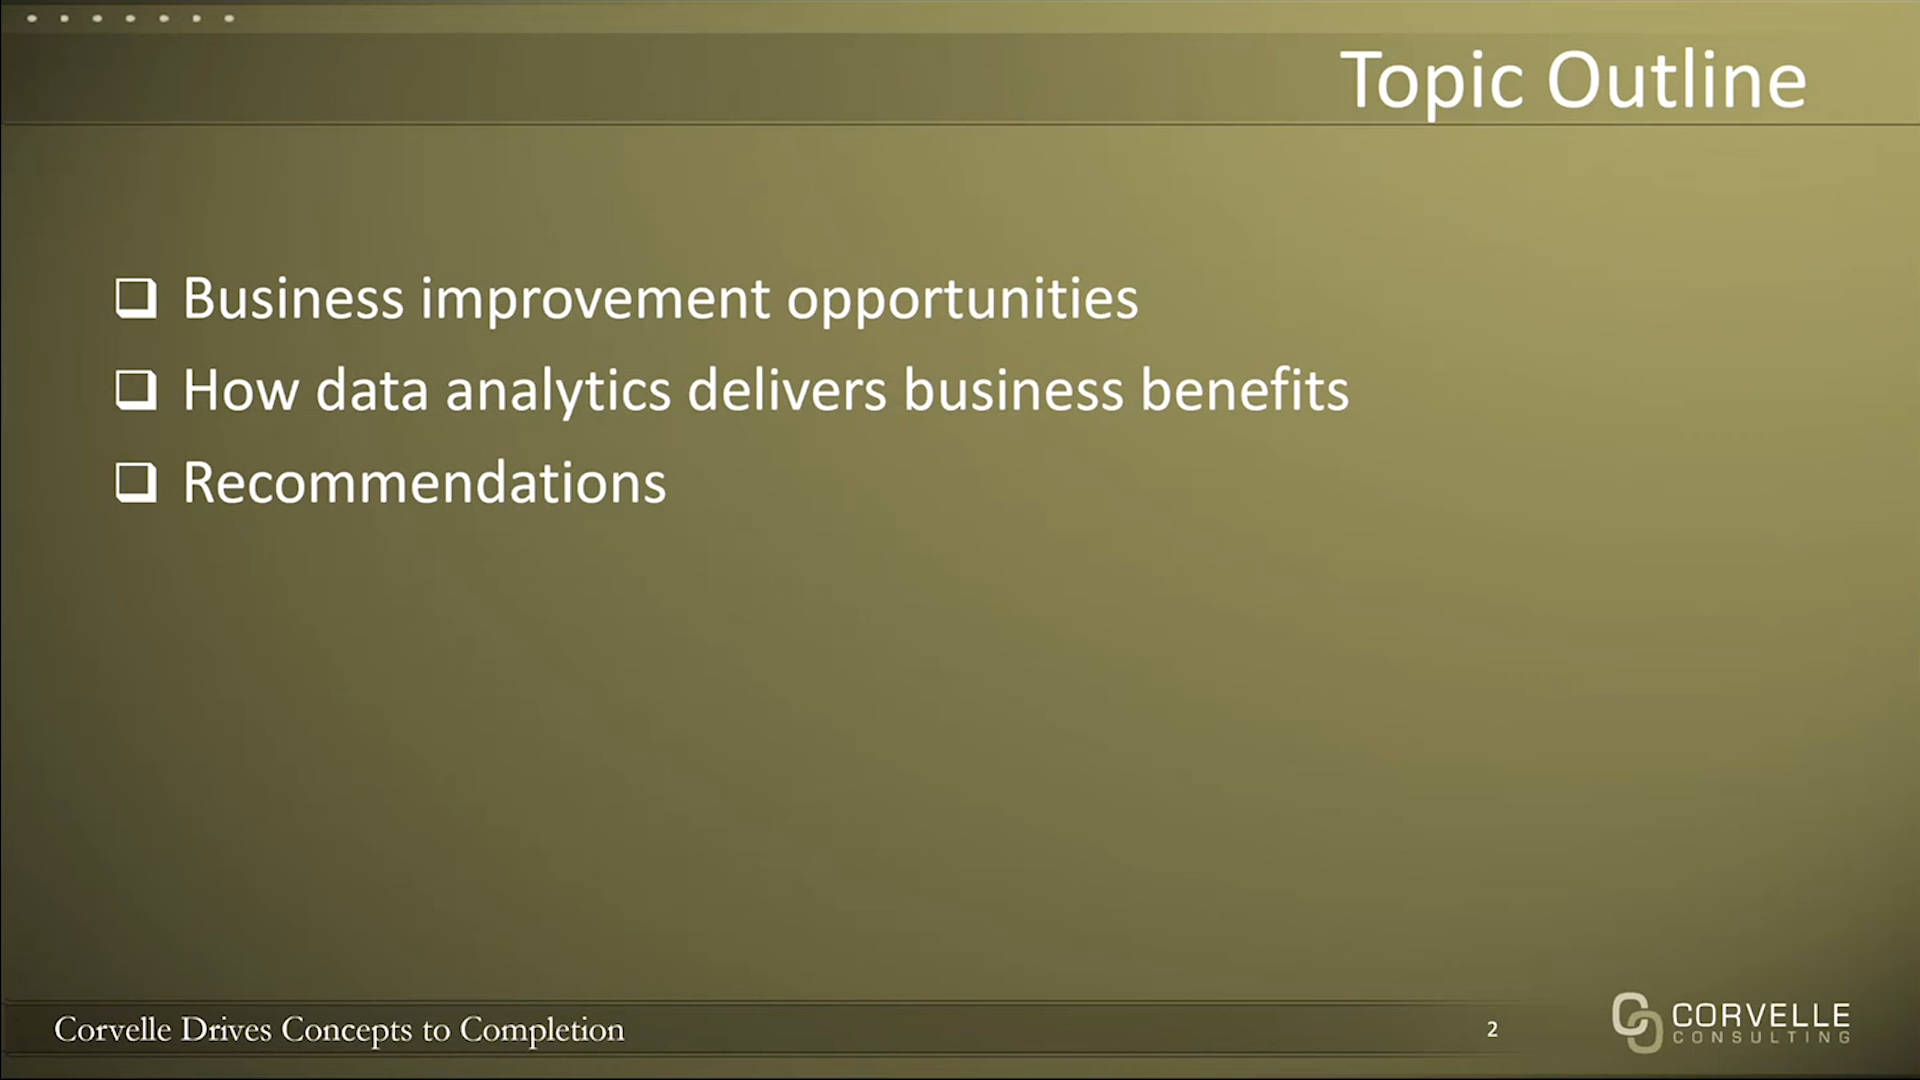 Topic Outline
Business improvement opportunities
How data analytics delivers business benefits
Recommendations
Corvelle Drives Concepts to Completion
2
CORVELLE
CONSULTING